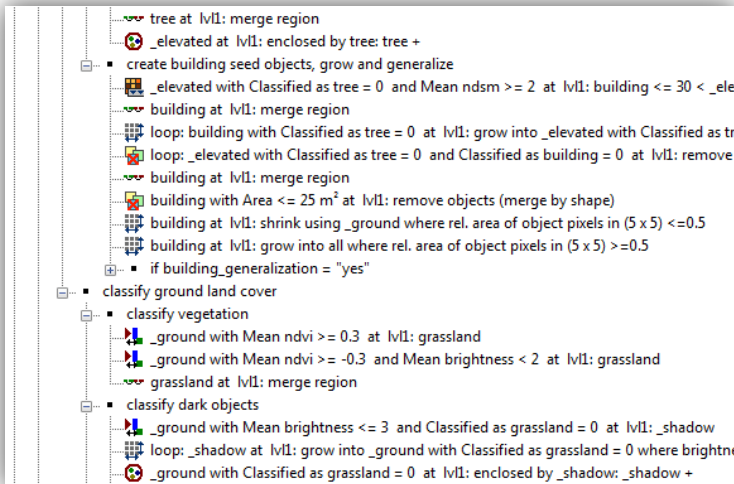 tree at lvl1: merge region
_elevated at lvl1: enclosed by tree: tree +
create building seed objects, grow and generalize
_elevated with Classified as tree = 0 and Mean ndsm >= 2 at lvl1: building <= 30 < _ele
building at lvl1: merge region
loop: building with Classified as tree = 0 at lvl1: grow into _elevated with Classified as tr
loop: _elevated with Classified as tree = 0 and Classified as building = 0 at lvl1: remove
building at lvl1: merge region
building with Area <= 25 m² at lvl1: remove objects (merge by shape)
building at lvl1: shrink using _ground where rel. area of object pixels in (5 x 5) <=0.5
building at lvl1: grow into all where rel. area of object pixels in (5 x 5) >=0.5
if building_generalization = "yes"
classify ground land cover
classify vegetation
_ground with Mean ndvi >= 0.3 at lvl1: grassland
_ground with Mean ndvi >= -0.3 and Mean brightness < 2 at lvl1: grassland
grassland at lvl1: merge region
classify dark objects
_ground with Mean brightness <= 3 and Classified as grassland = 0 at lvl1: _shadow
loop: _shadow at lvl1: grow into _ground with Classified as grassland = 0 where brightne
_ground with Classified as grassland = 0 at lvl1: enclosed by _shadow: _shadow +